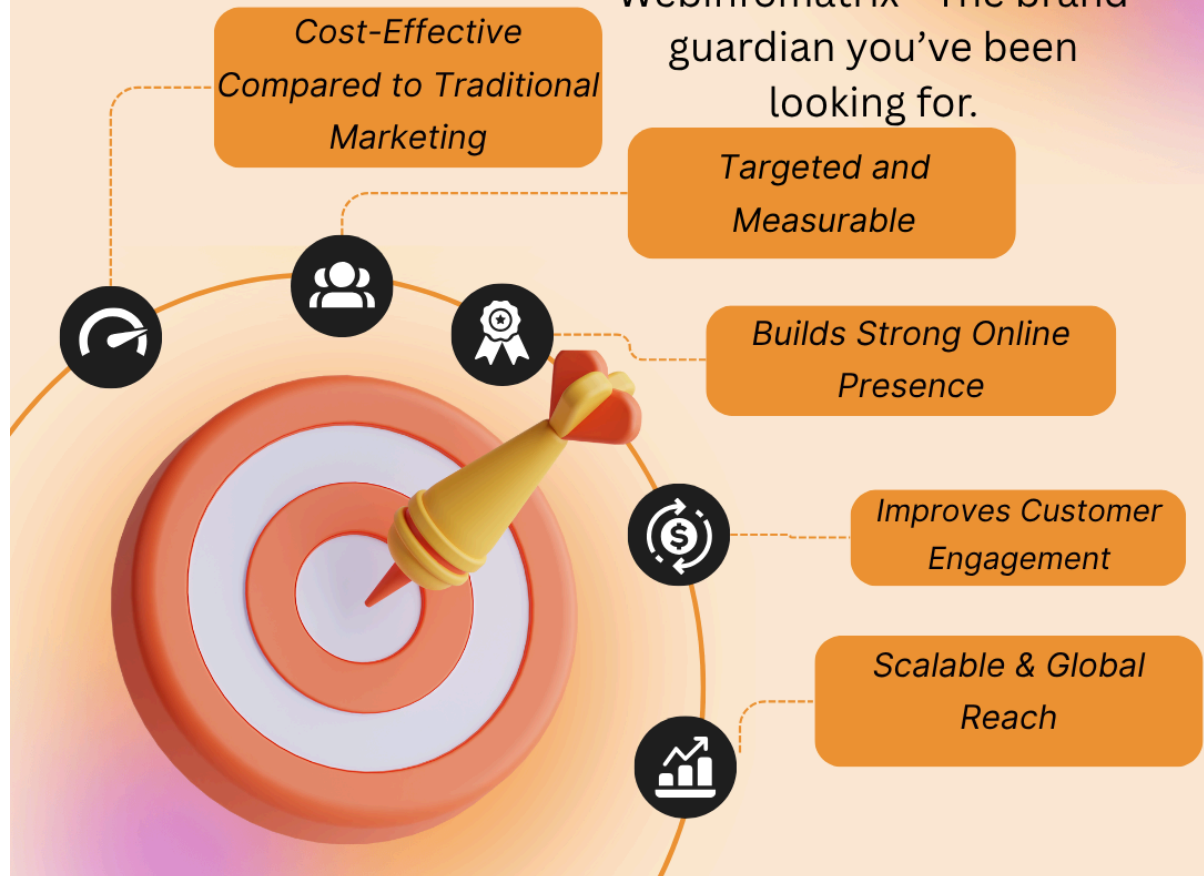 Cost-Effective
Compared to Traditional
Marketing
guardian you’ve been
looking for.
Targeted and
Measurable
Builds Strong Online
Presence
Improves Customer
Engagement
Scalable & Global
Reach